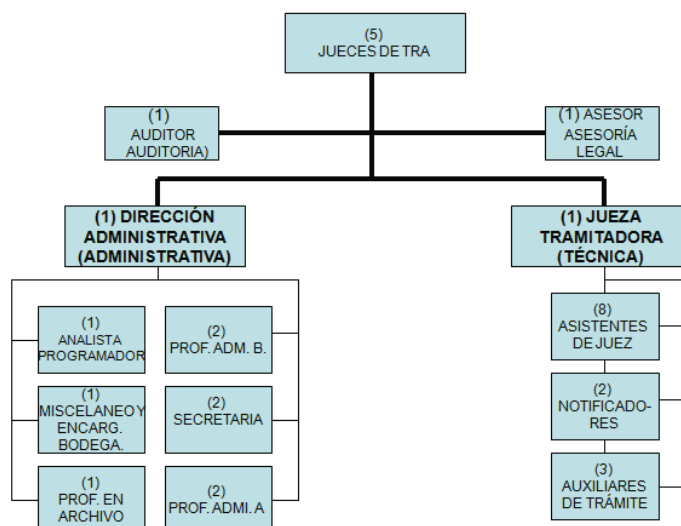 (5)
JUECES DE TRA
(1)
AUDITOR
AUDITORIA)
(1) ASESOR
ASESORÍA
LEGAL
(1) DIRECCIÓN
ADMINISTRATIVA
(ADMINISTRATIVA)
(1) JUEZA
TRAMITADORA
(TÉCNICA)
(1)
ANALISTA
PROGRAMADOR
(2)
PROF. ADM. B.
(1)
MISCELANEO Y
ENCARG.
BODEGA.
(2)
SECRETARIA
(1)
PROF. EN
ARCHIVO
(2)
PROF. ADMI. A
(8)
ASISTENTES
DE JUEZ
(2)
NOTIFICADO-
RES
(3)
AUXILIARES
DE TRÁMITE